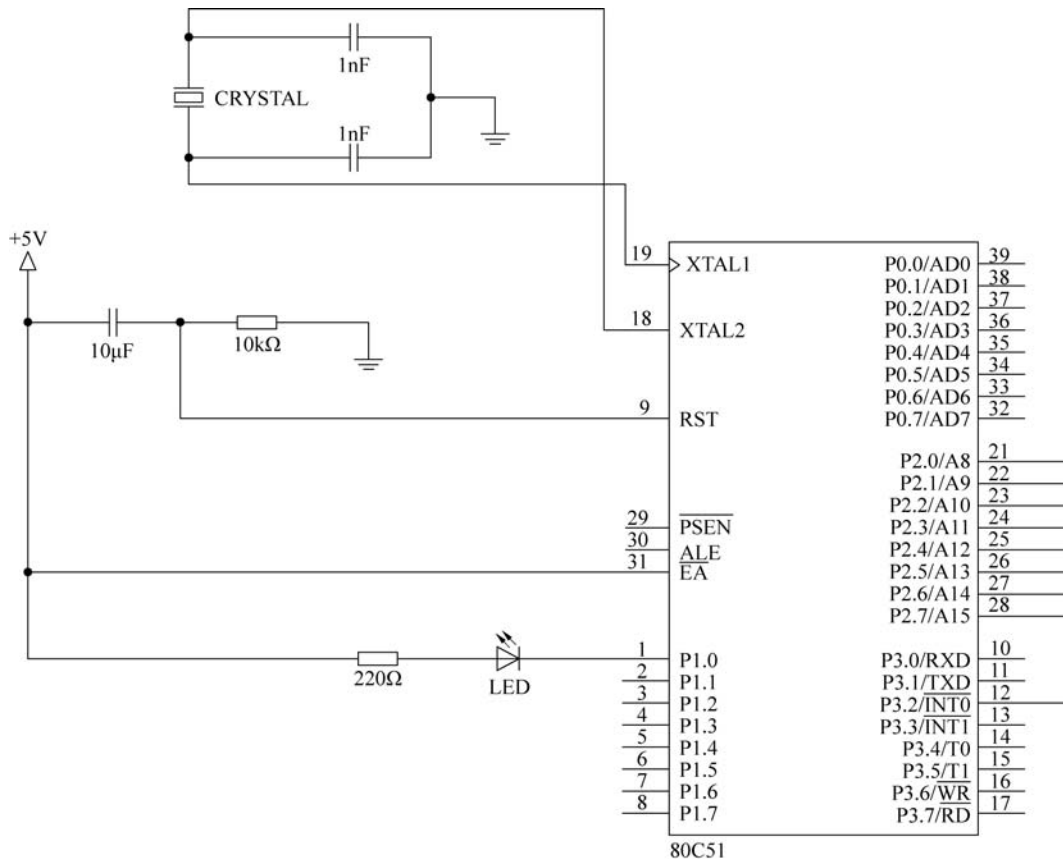 1nF
CRYSTAL
1nF
+5V
10μF
10kΩ
220Ω
LED
19 XTAL1
18 XTAL2
9 RST
29 PSEN
30 ALE
31 EA
1 P1.0
2 P1.1
3 P1.2
4 P1.3
5 P1.4
6 P1.5
7 P1.6
8 P1.7
P0.0/AD0 39
P0.1/AD1 38
P0.2/AD2 37
P0.3/AD3 36
P0.4/AD4 35
P0.5/AD5 34
P0.6/AD6 33
P0.7/AD7 32
P2.0/A8 21
P2.1/A9 22
P2.2/A10 23
P2.3/A11 24
P2.4/A12 25
P2.5/A13 26
P2.6/A14 27
P2.7/A15 28
P3.0/RXD 10
P3.1/TXD 11
P3.2/INT0 12
P3.3/INT1 13
P3.4/T0 14
P3.5/T1 15
P3.6/WR 16
P3.7/RD 17
80C51